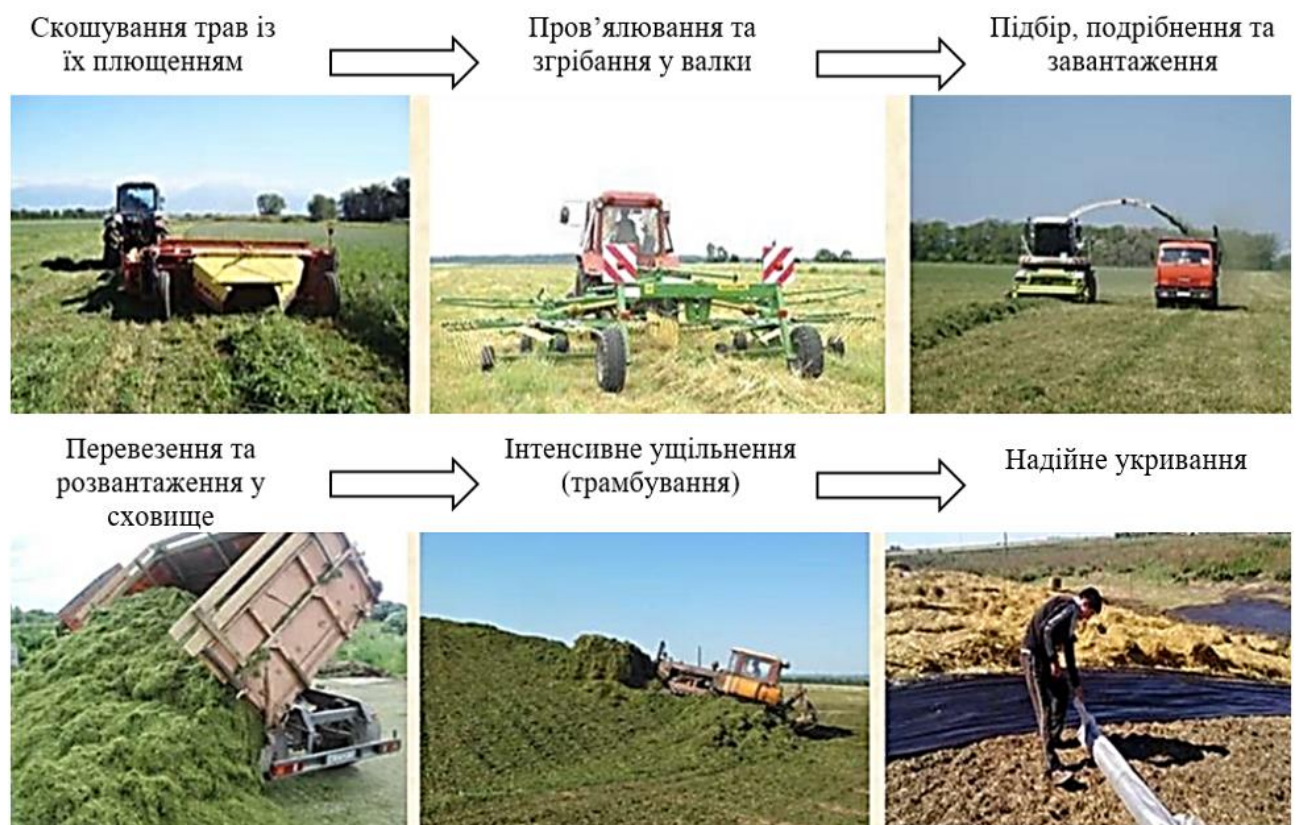 Скошування трав із
їх плющенням
Пров’ялювання та
згрібання у валки
Підбір, подрібнення та
завантаження
Перевезення та
розвантаження у
сховище
Інтенсивне ущільнення
(трамбування)
Надійне укривання